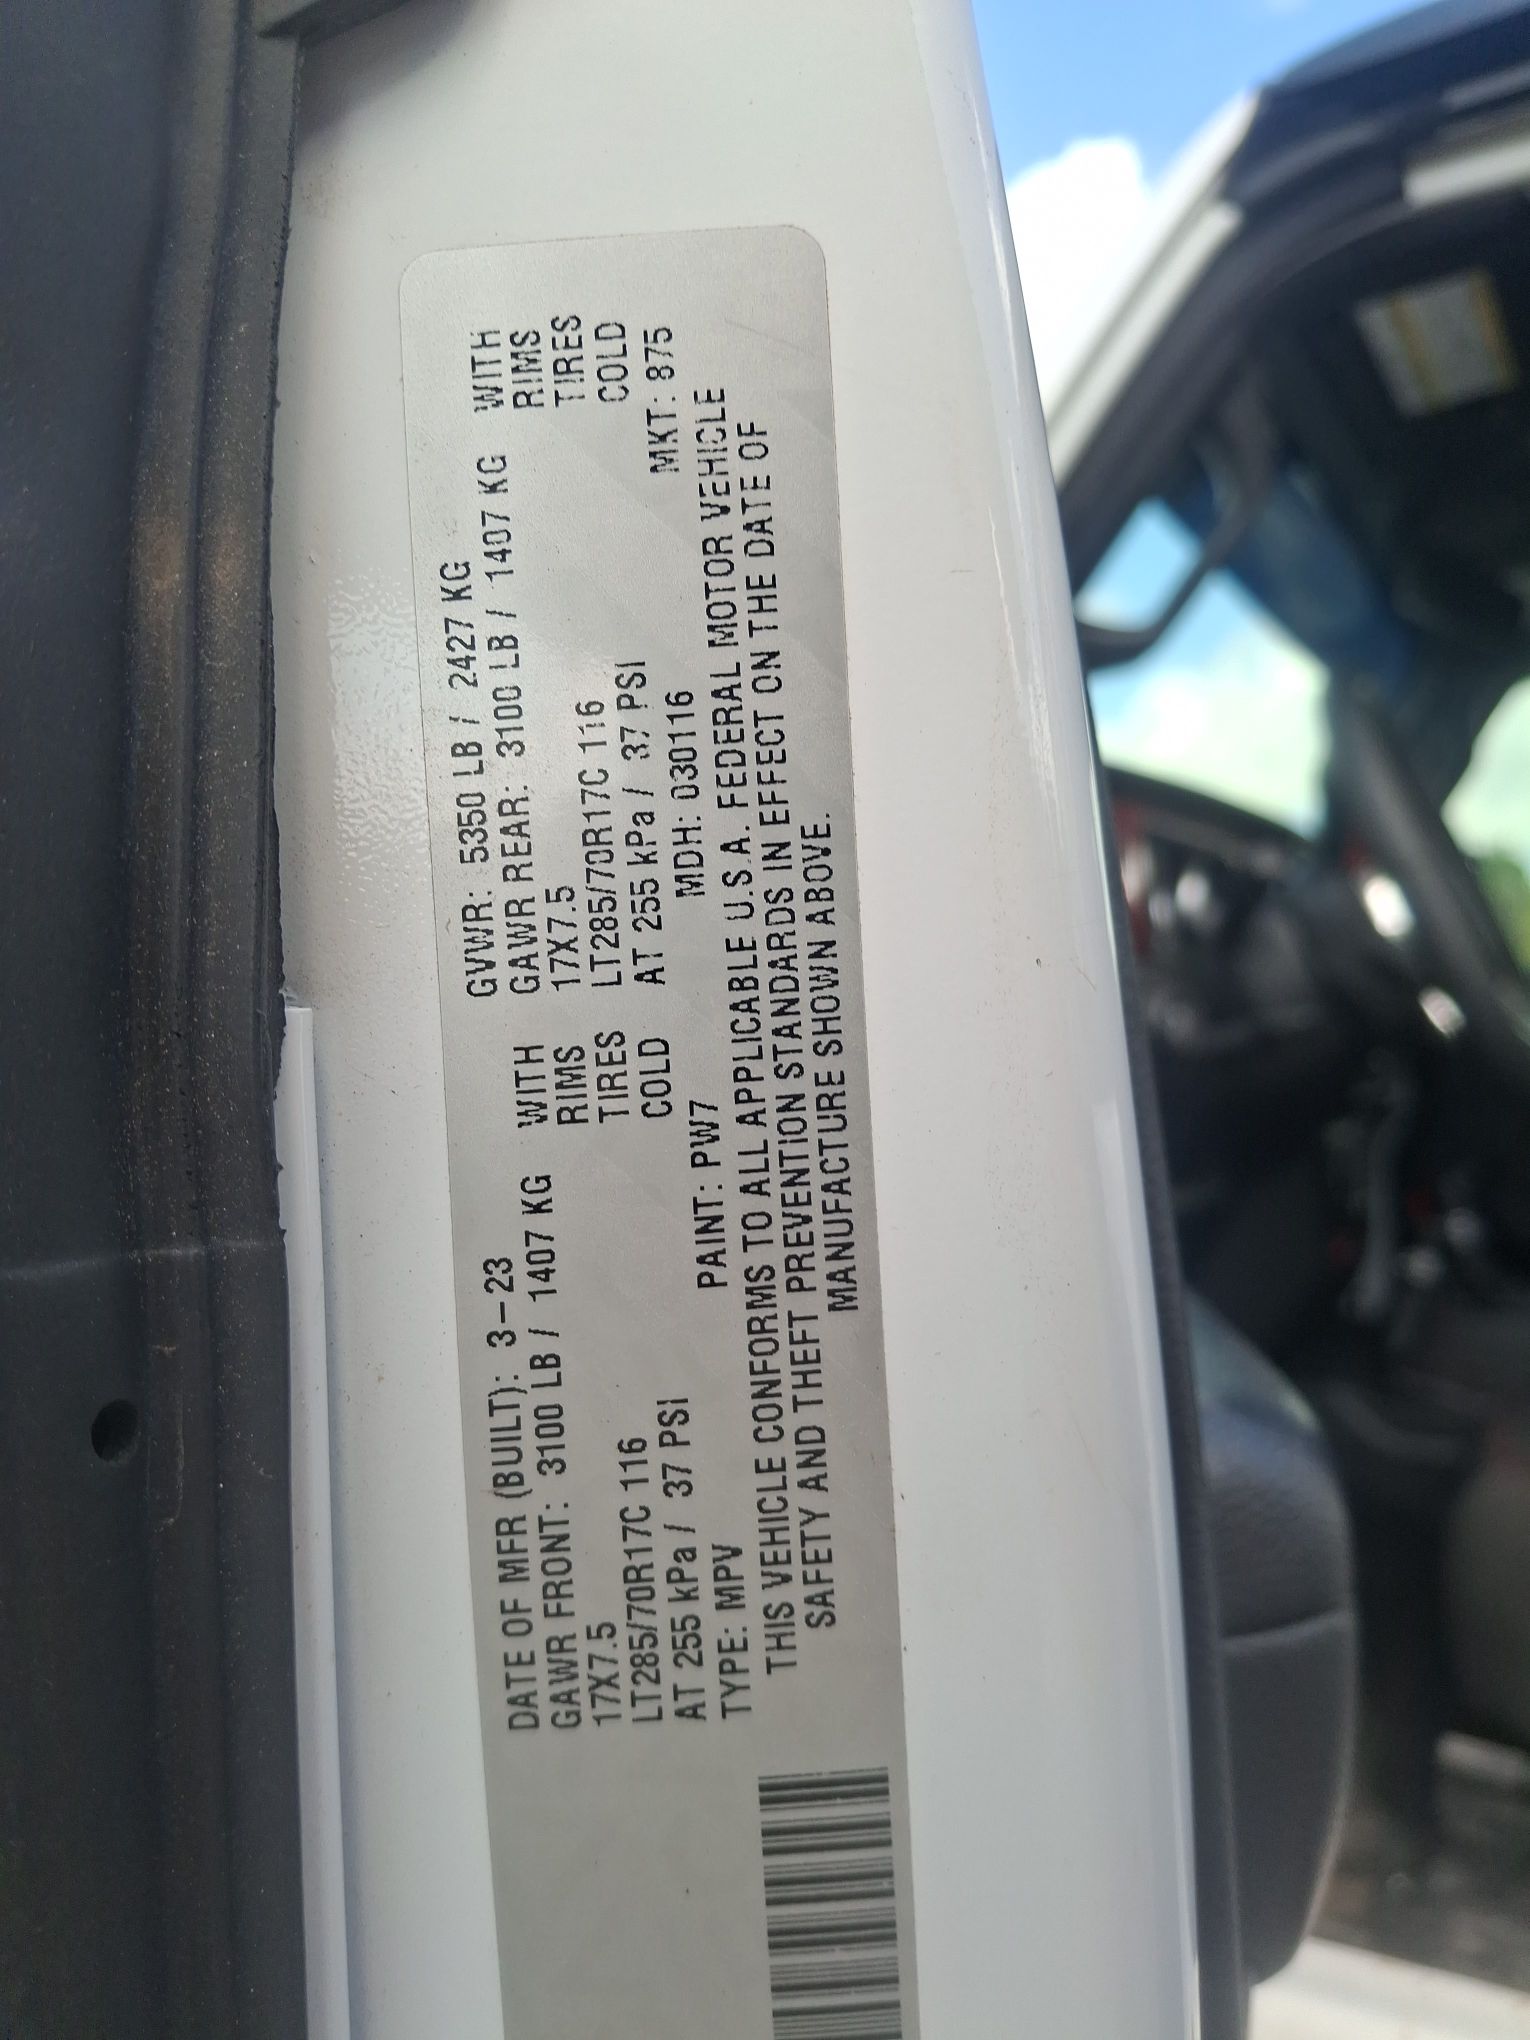 DATE OF MFR (BUILT): 3-23 GVWR: 5350 LB / 2427 KG
GAWR FRONT: 3100 LB / 1407 KG WITH GAWR REAR: 3100 LB / 1407 KG WITH
17X7.5 RIMS 17X7.5 RIMS
LT285/70R17C 116 TIRES LT285/70R17C 116 TIRES
AT 255 kPa / 37 PSI COLD AT 255 kPa / 37 PSI COLD
TYPE: MPV PAINT: PW7 MDH: 030116 MKT: 875
THIS VEHICLE CONFORMS TO ALL APPLICABLE U.S.A. FEDERAL MOTOR VEHICLE
SAFETY AND THEFT PREVENTION STANDARDS IN EFFECT ON THE DATE OF
MANUFACTURE SHOWN ABOVE.